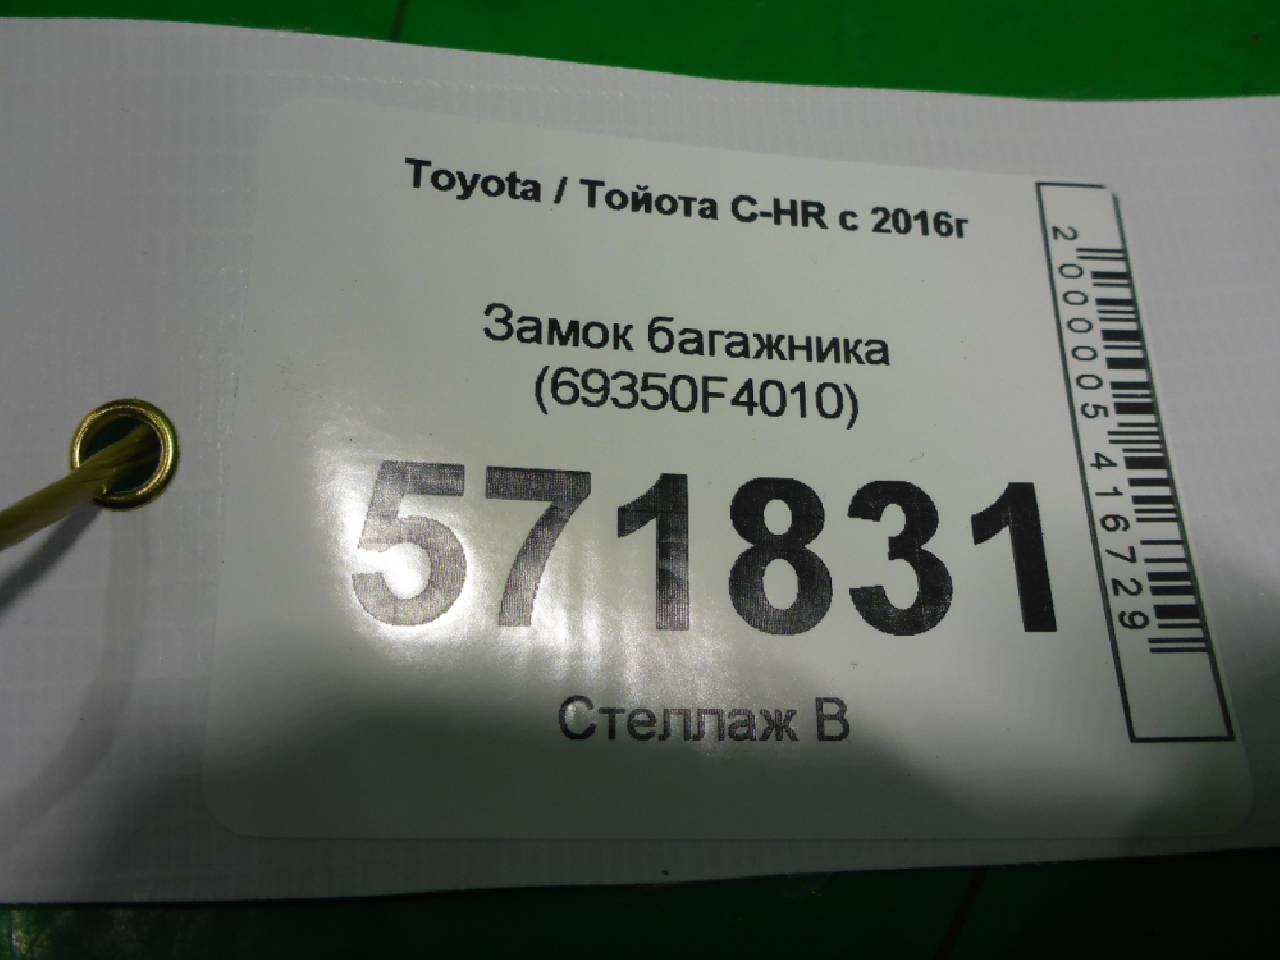 Toyota / Тойота C-HR с 2016г
Замок багажника
(69350F4010)
571831
Стеллаж В
2000005416729